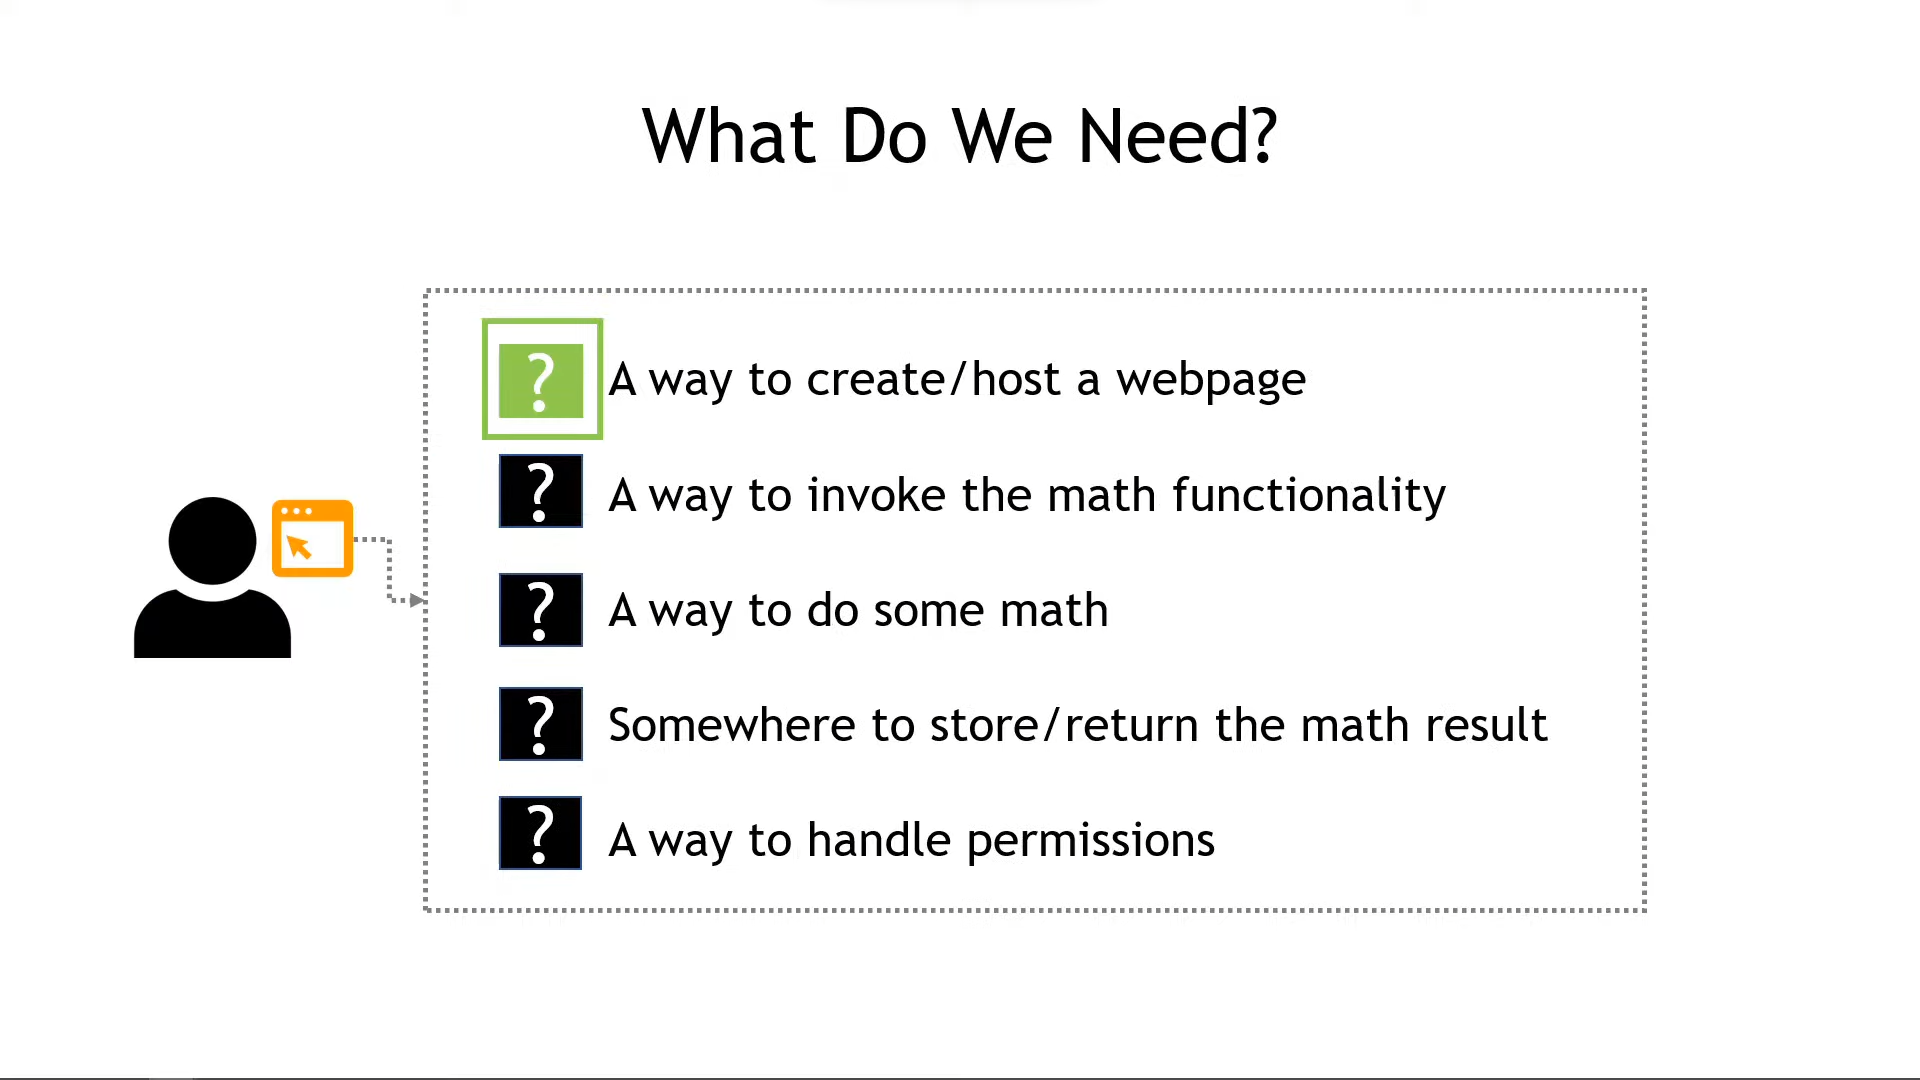 What Do We Need?
? A way to create/host a webpage
? A way to invoke the math functionality
? A way to do some math
? Somewhere to store/return the math result
? A way to handle permissions